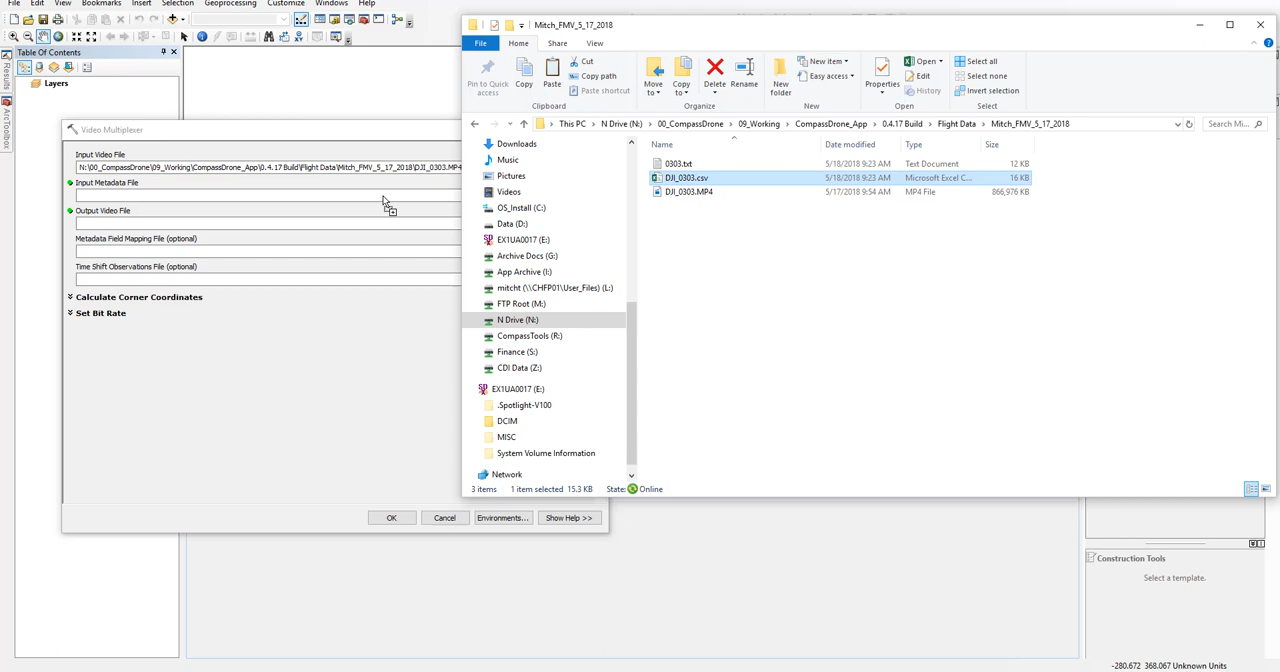 File Edit View Bookmarks Insert Selection Geoprocessing Customize Windows Help
Table Of Contents
Layers
Results
ArcToolbox
Video Multiplexer
Input Video File
N:\00_CompassDrone\09_Working\CompassDrone_App\0.4.17 Build\Flight Data\Mitch_FMV_5_17_2018\DJI_0303.MP4
Input Metadata File
Output Video File
Metadata Field Mapping File (optional)
Time Shift Observations File (optional)
Calculate Corner Coordinates
Set Bit Rate
OK Cancel Environments... Show Help >>
Mitch_FMV_5_17_2018
File Home Share View
Pin to Quick access
Copy
Paste
Cut
Copy path
Paste shortcut
Clipboard
Move to
Copy to
Delete
Rename
Organize
New folder
New item
Easy access
New
Properties
Open
Edit
History
Open
Select all
Select none
Invert selection
Select
This PC > N Drive (N:) > 00_CompassDrone > 09_Working > CompassDrone_App > 0.4.17 Build > Flight Data > Mitch_FMV_5_17_2018
Search Mi...
Downloads
Music
Pictures
Videos
OS_Install (C:)
Data (D:)
EX1UA0017 (E:)
Archive Docs (G:)
App Archive (I:)
mitcht (\\CHFP01\User_Files) (L:)
FTP Root (M:)
N Drive (N:)
CompassTools (R:)
Finance (S:)
CDI Data (Z:)
EX1UA0017 (E:)
.Spotlight-V100
DCIM
MISC
System Volume Information
Network
Name Date modified Type Size
0303.txt 5/18/2018 9:23 AM Text Document 12 KB
DJI_0303.csv 5/18/2018 9:23 AM Microsoft Excel C... 16 KB
DJI_0303.MP4 5/17/2018 9:54 AM MP4 File 866,976 KB
3 items 1 item selected 15.3 KB State: Online
Construction Tools
Select a template.
-280.672 368.067 Unknown Units